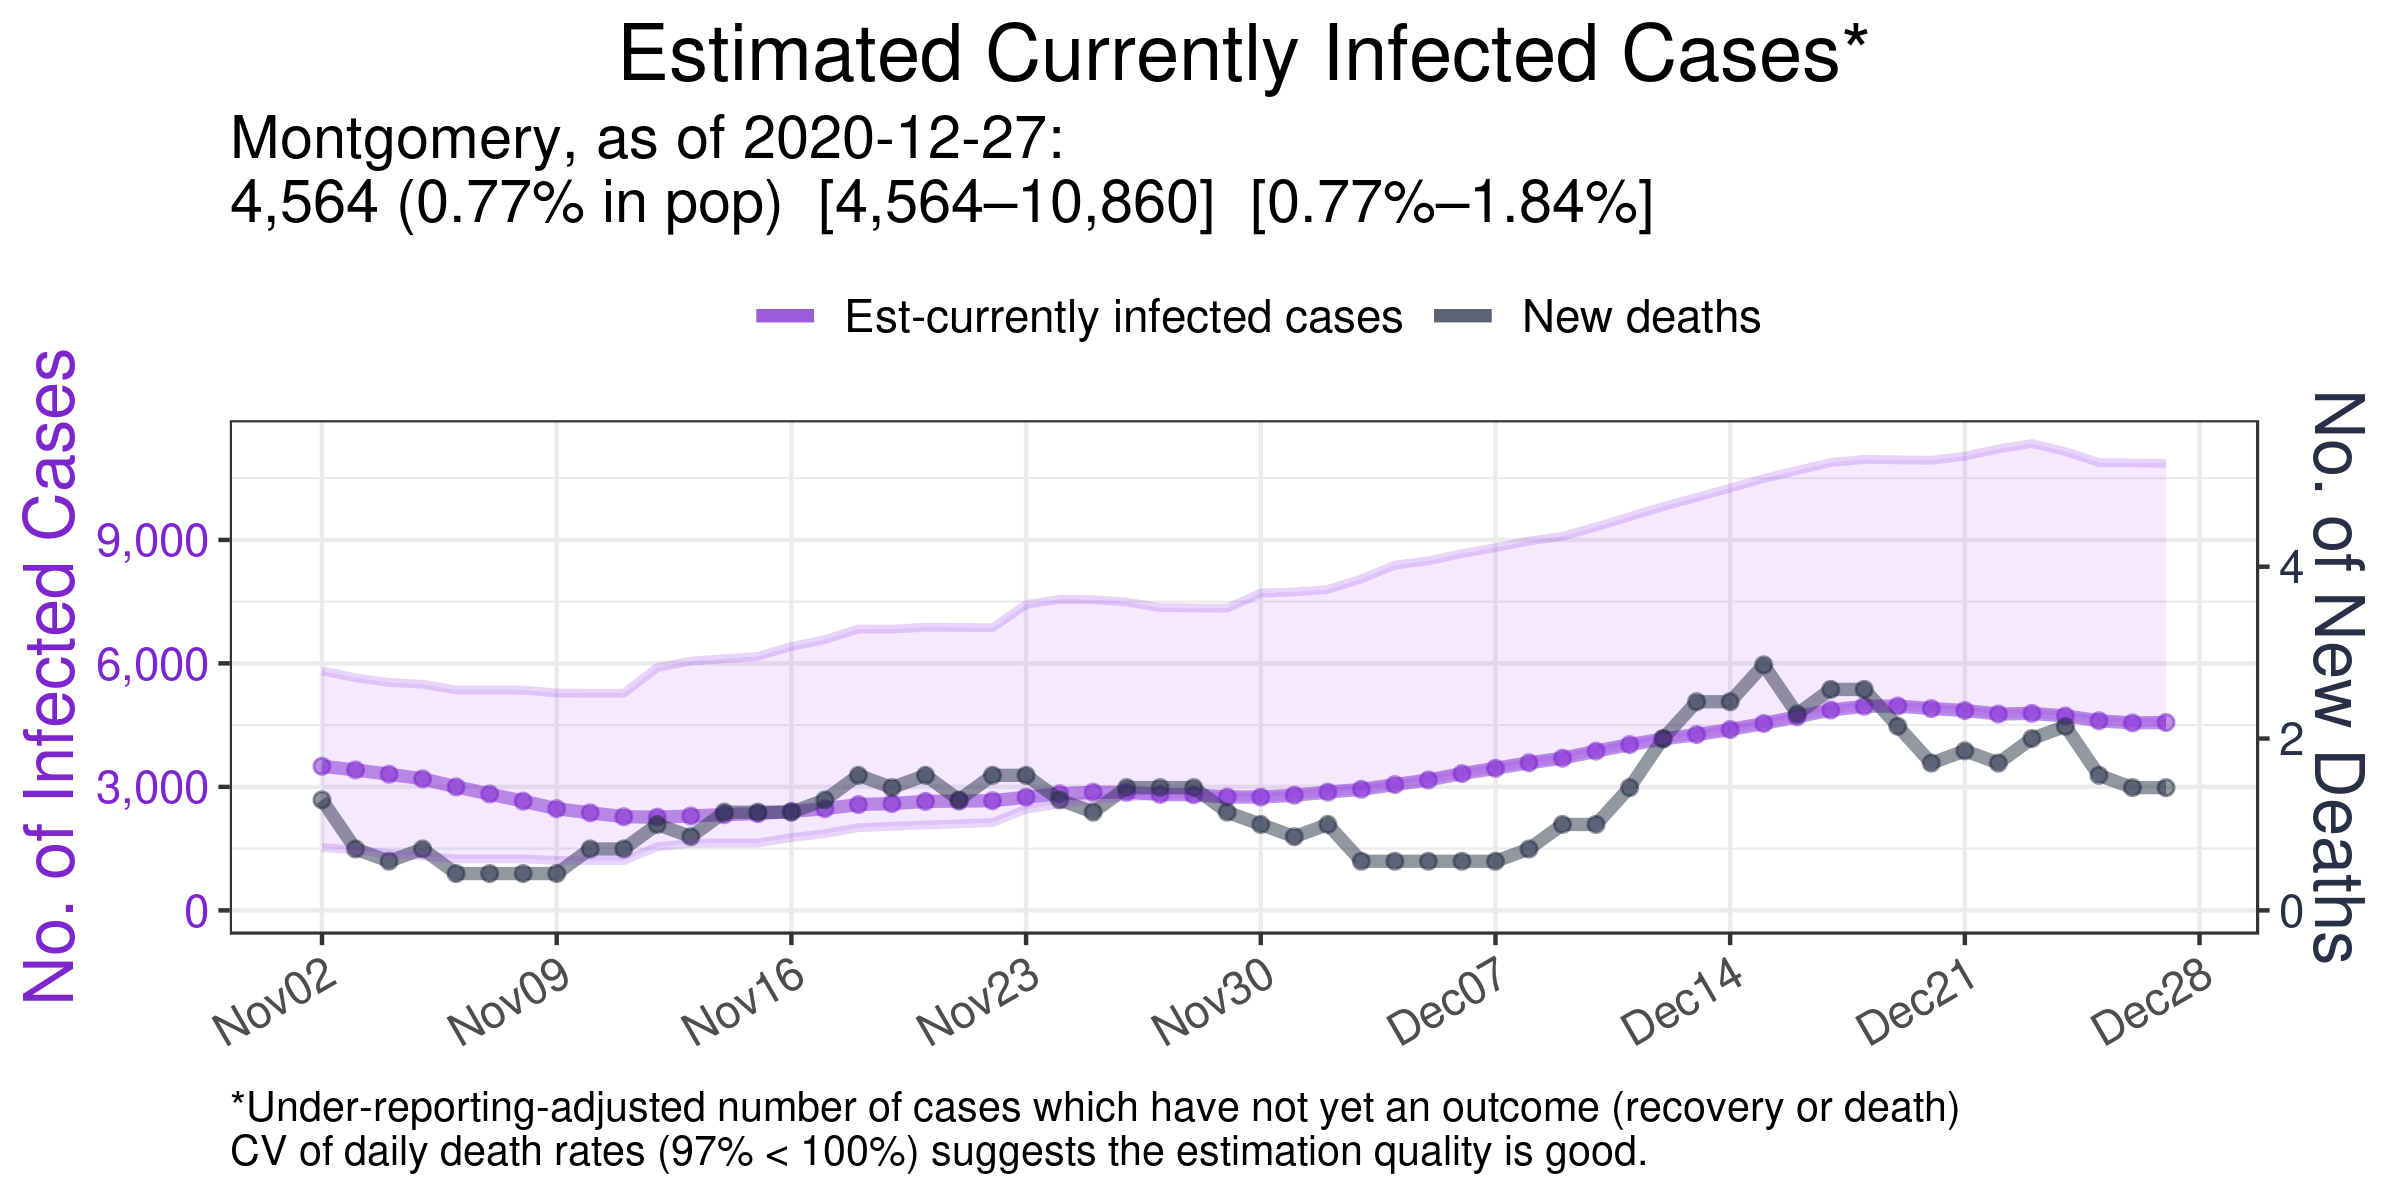 Estimated Currently Infected Cases*
Montgomery, as of 2020-12-27:
4,564 (0.77% in pop)  [4,564–10,860]  [0.77%–1.84%]
Est-currently infected cases
New deaths
No. of Infected Cases
9,000
6,000
3,000
0
4
2
0
No. of New Deaths
Nov02
Nov09
Nov16
Nov23
Nov30
Dec07
Dec14
Dec21
Dec28
*Under-reporting-adjusted number of cases which have not yet an outcome (recovery or death)
CV of daily death rates (97% < 100%) suggests the estimation quality is good.